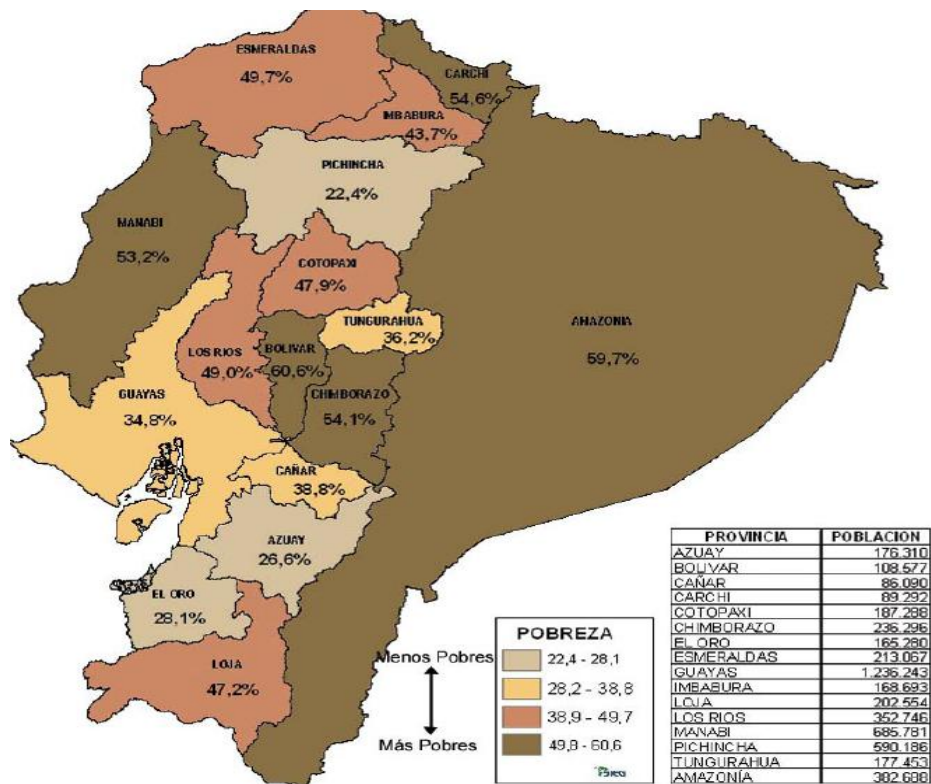 ESMERALDAS
49,7%
CARCHI
54,6%
IMBABURA
43,7%
PICHINCHA
22,4%
MANABI
53,2%
COTOPAXI
47,9%
TUNGURAHUA
36,2%
AMAZONIA
59,7%
LOS RIOS
49,0%
BOLIVAR
60,6%
CHIMBORAZO
54,1%
GUAYAS
34,8%
CAÑAR
38,8%
AZUAY
26,6%
EL ORO
28,1%
LOJA
47,2%
Menos Pobres
Más Pobres
POBREZA
22,4 - 28,1
28,2 - 38,8
38,9 - 49,7
49,8 - 60,6
PROVINCIA POBLACION
AZUAY 176.310
BOLIVAR 108.577
CAÑAR 86.090
CARCHI 89.292
COTOPAXI 187.288
CHIMBORAZO 236.296
EL ORO 165.280
ESMERALDAS 213.067
GUAYAS 1.236.243
IMBABURA 168.693
LOJA 202.554
LOS RIOS 352.746
MANABI 685.781
PICHINCHA 590.186
TUNGURAHUA 177.453
AMAZONÍA 382.688